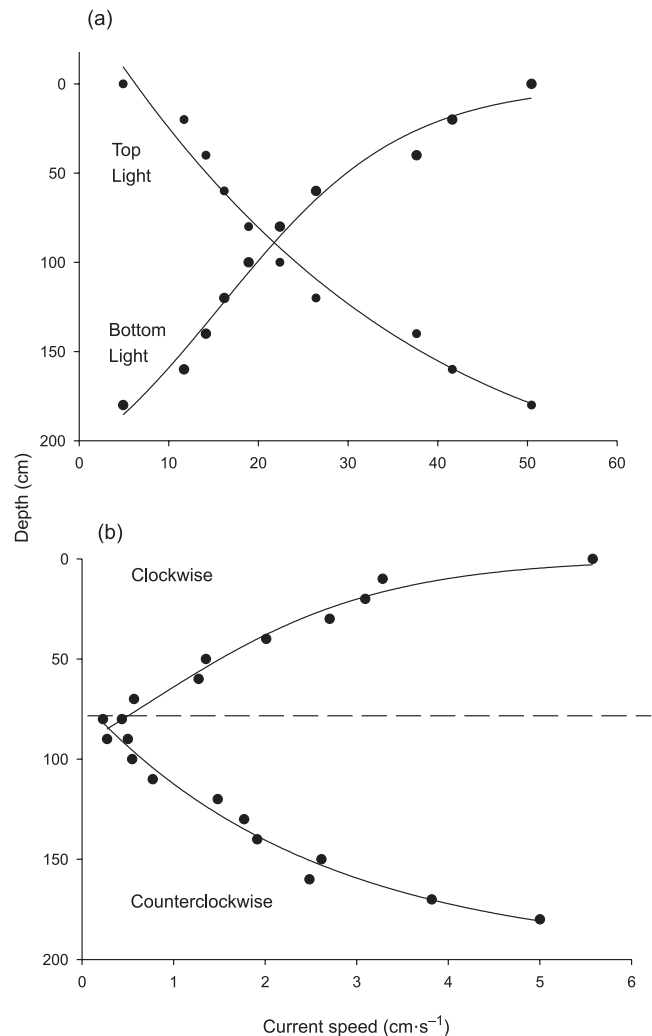 (a)
0
50
100
150
200
Top
Light
Bottom
Light
0 10 20 30 40 50 60
Depth (cm)
(b)
0
50
100
150
200
Clockwise
Counterclockwise
0 1 2 3 4 5 6
Current speed (cm·s⁻¹)